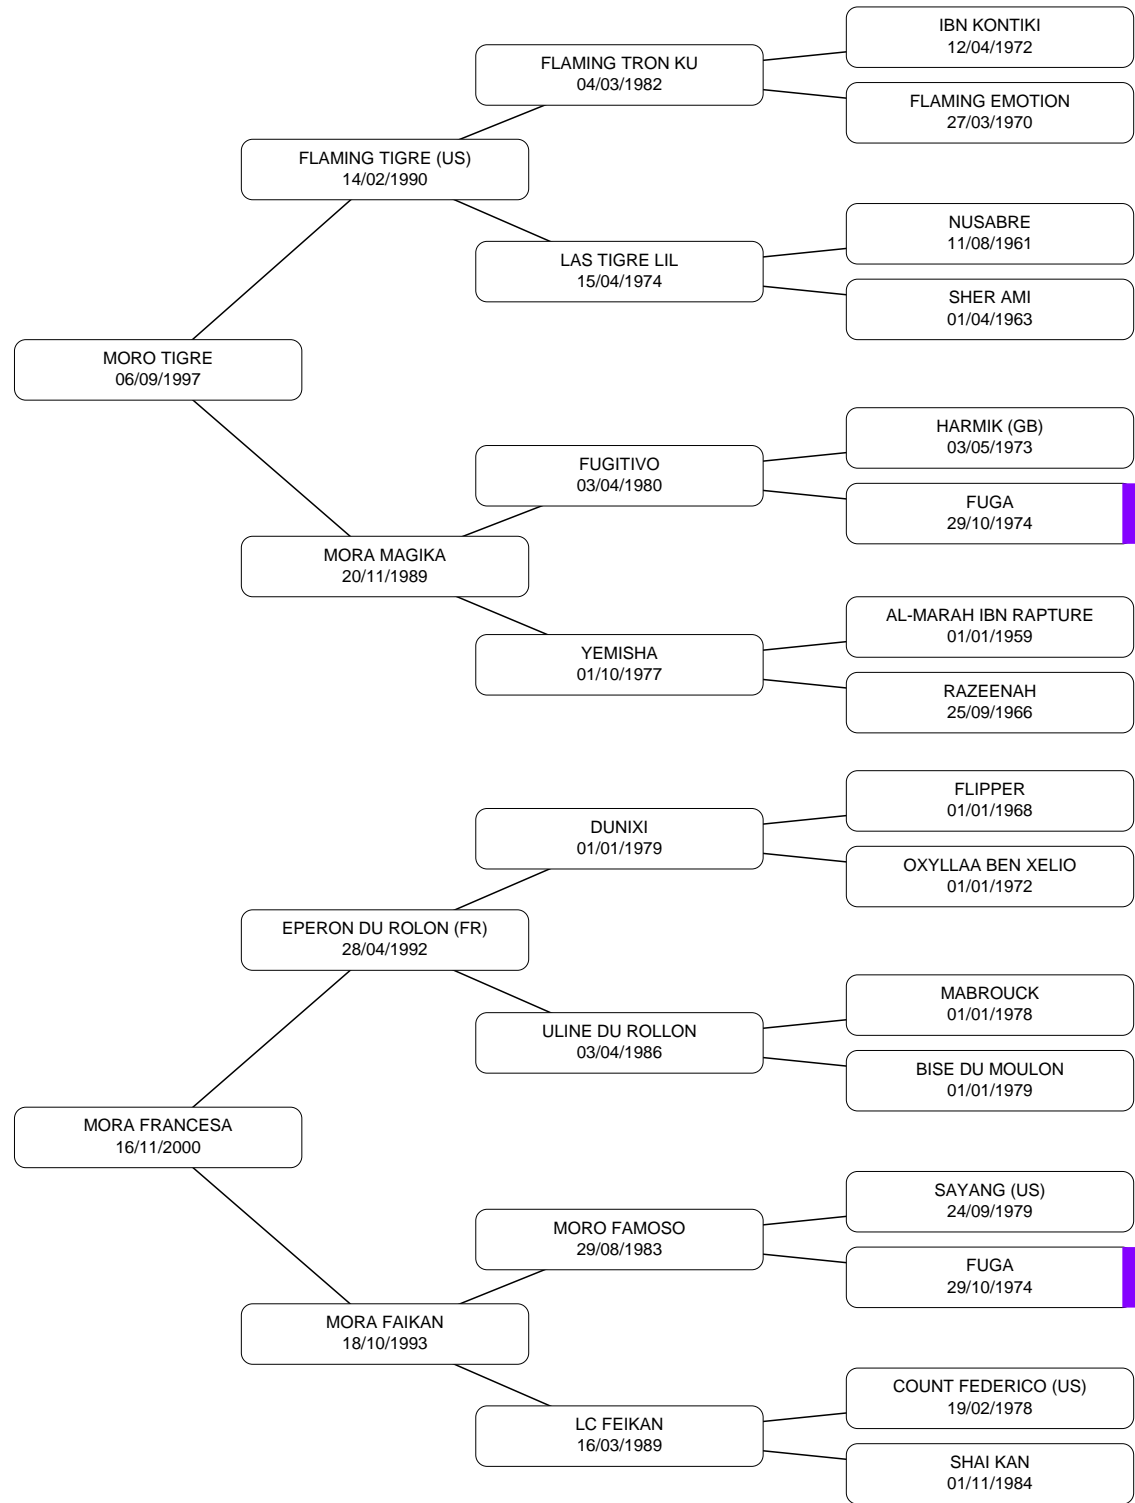 IBN KONTIKI
12/04/1972
FLAMING TRON KU
04/03/1982
FLAMING EMOTION
27/03/1970
FLAMING TIGRE (US)
14/02/1990
NUSABRE
11/08/1961
LAS TIGRE LIL
15/04/1974
SHER AMI
01/04/1963
MORO TIGRE
06/09/1997
HARMIK (GB)
03/05/1973
FUGITIVO
03/04/1980
FUGA
29/10/1974
MORA MAGIKA
20/11/1989
AL-MARAH IBN RAPTURE
01/01/1959
YEMISHA
01/10/1977
RAZEENAH
25/09/1966
FLIPPER
01/01/1968
DUNIXI
01/01/1979
OXYLLAA BEN XELIO
01/01/1972
EPERON DU ROLON (FR)
28/04/1992
MABROUCK
01/01/1978
ULINE DU ROLLON
03/04/1986
BISE DU MOULON
01/01/1979
MORA FRANCESA
16/11/2000
SAYANG (US)
24/09/1979
MORO FAMOSO
29/08/1983
FUGA
29/10/1974
MORA FAIKAN
18/10/1993
COUNT FEDERICO (US)
19/02/1978
LC FEIKAN
16/03/1989
SHAI KAN
01/11/1984